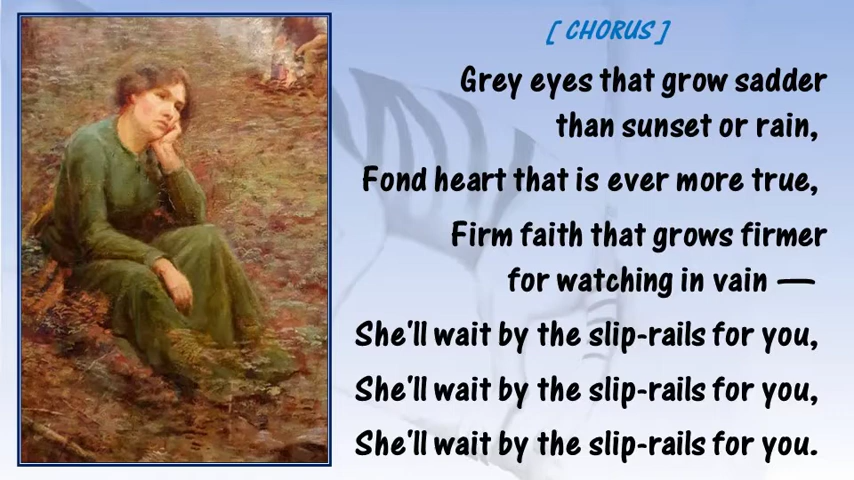 [ CHORUS ]
Grey eyes that grow sadder
than sunset or rain,
Fond heart that is ever more true,
Firm faith that grows firmer
for watching in vain —
She'll wait by the slip-rails for you,
She'll wait by the slip-rails for you,
She'll wait by the slip-rails for you.